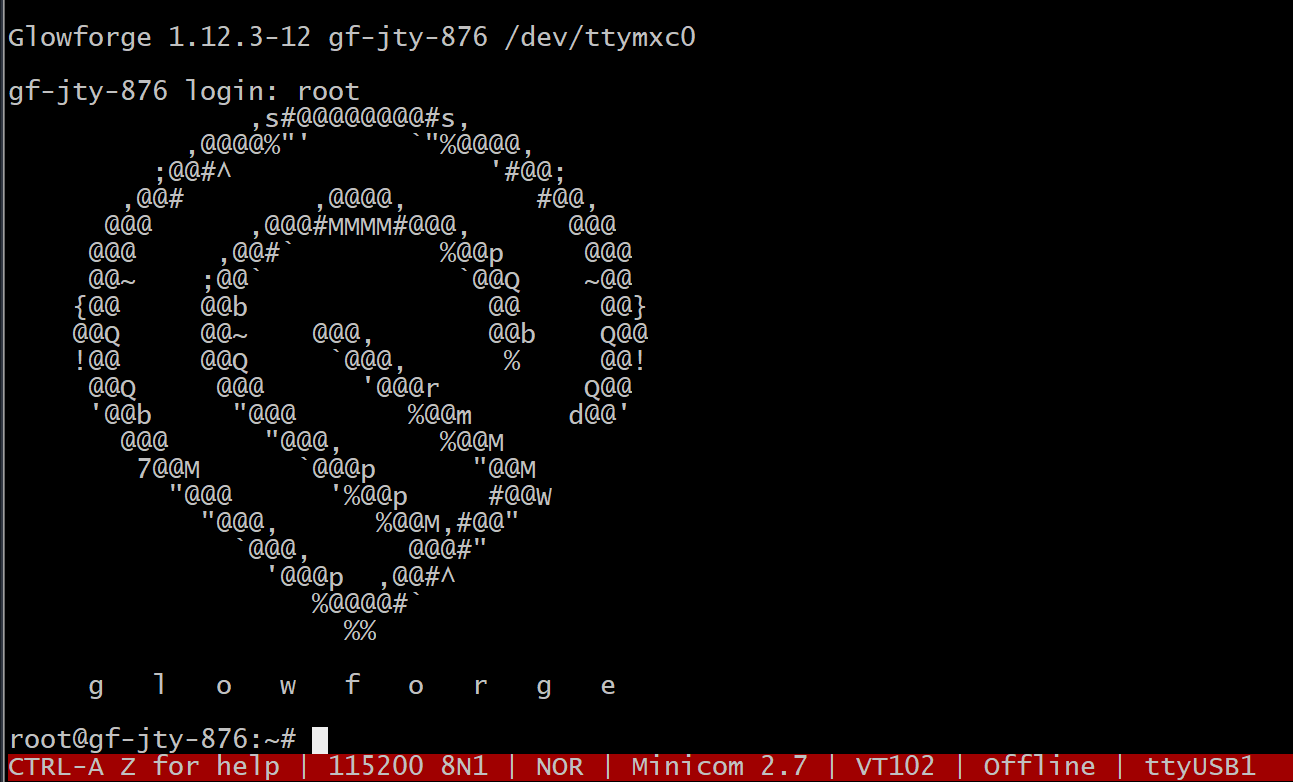 Glowforge 1.12.3-12 gf-jty-876 /dev/ttymxc0
gf-jty-876 login: root
               ,s#@@@@@@@@#s,
           ,@@@@%"'      `"%@@@@,
         ;@@#^                '#@@;
       ,@@#        ,@@@@,        #@@,
      @@@      ,@@@#MMMM#@@@,      @@@
     @@@     ,@@#`         %@@p     @@@
     @@~    ;@@`            `@@Q    ~@@
    {@@     @@b               @@     @@}
    @@Q     @@~    @@@,       @@b    Q@@
    !@@     @@Q     `@@@,      %     @@!
     @@Q     @@@      '@@@r         Q@@
     '@@b     "@@@       %@@m      d@@'
       @@@      "@@@,      %@@M
        7@@M      `@@@p      "@@M
          "@@@      '%@@p     #@@W
            "@@@,      %@@M,#@@"
              `@@@,      @@@#"
                '@@@p  ,@@#^
                   %@@@@#`
                     %%
     g   l   o   w   f   o   r   g   e
root@gf-jty-876:~#
CTRL-A Z for help | 115200 8N1 | NOR | Minicom 2.7 | VT102 | Offline | ttyUSB1